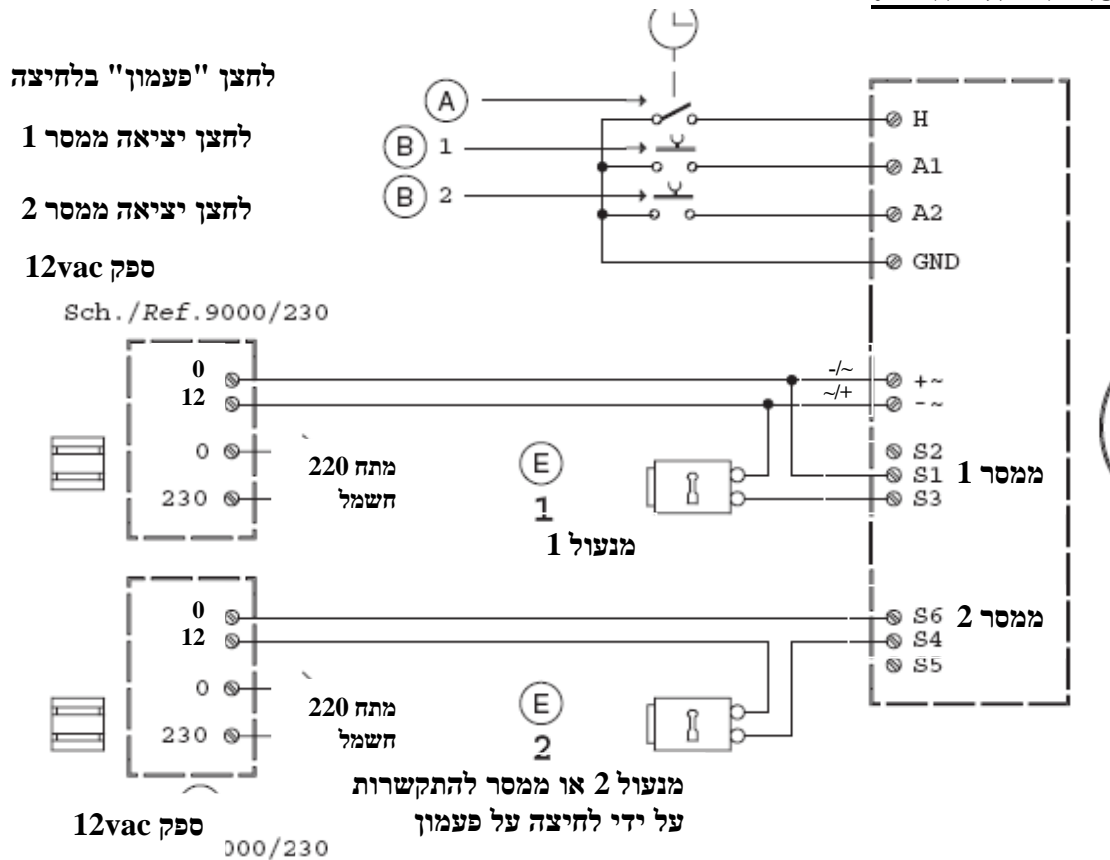 לחצן "פעמון" בלחיצה
A
H
לחצן יציאה ממסר 1
B 1
A1
לחצן יציאה ממסר 2
B 2
A2
ספק 12vac
GND
Sch./Ref.9000/230
0
-/~
+~
12
~/+
-~
0
מתח 220
חשמל
230
E
1
מנעול 1
S2
S1
S3
ממסר 1
0
12
S6
S4
S5
ממסר 2
0
מתח 220
חשמל
230
E
2
מנעול 2 או ממסר להתקשרות
על ידי לחיצה על פעמון
ספק 12vac
000/230